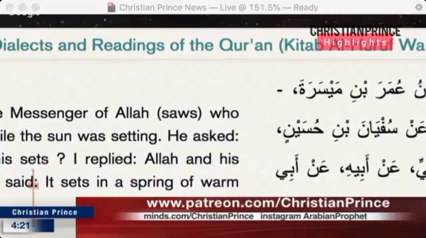 Christian Prince News — Live @ 151.5% — Ready
CHRISTIANPRINCE
Highlights
Dialects and Readings of the Qur'an (Kitab
Wa
Messenger of Allah (saws) who
ile the sun was setting. He asked:
is sets ? I replied: Allah and his
said: It sets in a spring of warm
عُمَرَ بْنِ مَيْسَرَةَ، -
عَنْ سُفْيَانَ بْنِ حُسَيْنٍ،
عَنْ أَبِيهِ، عَنْ أَبِي
Christian Prince
4:21
www.patreon.com/ChristianPrince
minds.com/ChristianPrince instagram ArabianProphet